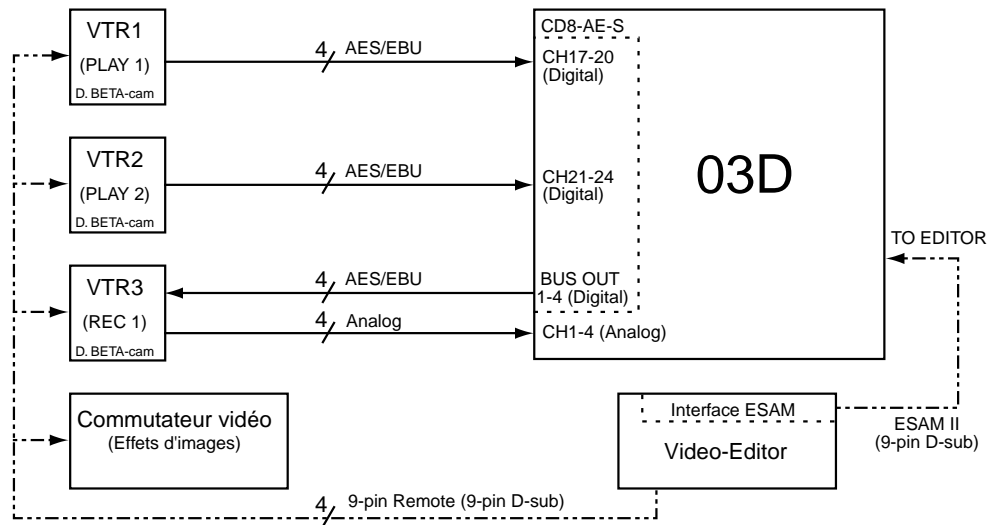 VTR1
(PLAY 1)
D. BETA-cam
4 AES/EBU
CD8-AE-S
CH17-20
(Digital)
VTR2
(PLAY 2)
D. BETA-cam
4 AES/EBU
CH21-24
(Digital)
03D
TO EDITOR
VTR3
(REC 1)
D. BETA-cam
4 AES/EBU
BUS OUT
1-4 (Digital)
4 Analog
CH1-4 (Analog)
Commutateur vidéo
(Effets d'images)
Interface ESAM
Video-Editor
ESAM II
(9-pin D-sub)
4 9-pin Remote (9-pin D-sub)